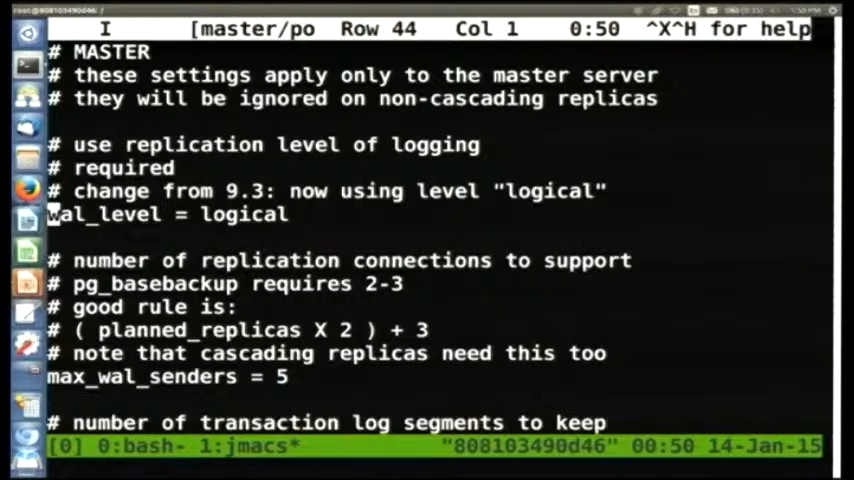 root@808103490d46: /
I [master/po Row 44 Col 1 0:50 ^X^H for help
# MASTER
# these settings apply only to the master server
# they will be ignored on non-cascading replicas
# use replication level of logging
# required
# change from 9.3: now using level "logical"
wal_level = logical
# number of replication connections to support
# pg_basebackup requires 2-3
# good rule is:
# ( planned_replicas X 2 ) + 3
# note that cascading replicas need this too
max_wal_senders = 5
# number of transaction log segments to keep
[0] 0:bash- 1:jmacs* "808103490d46" 00:50 14-Jan-15